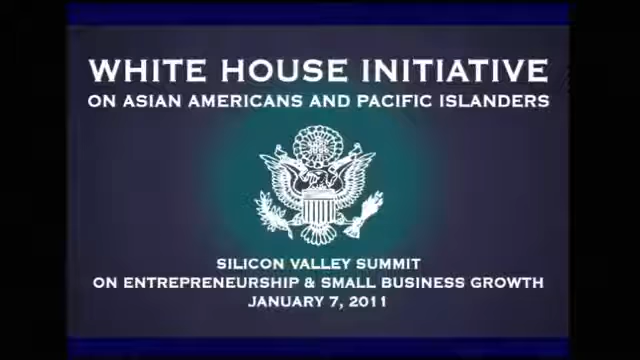 WHITE HOUSE INITIATIVE
ON ASIAN AMERICANS AND PACIFIC ISLANDERS
SILICON VALLEY SUMMIT
ON ENTREPRENEURSHIP & SMALL BUSINESS GROWTH
JANUARY 7, 2011